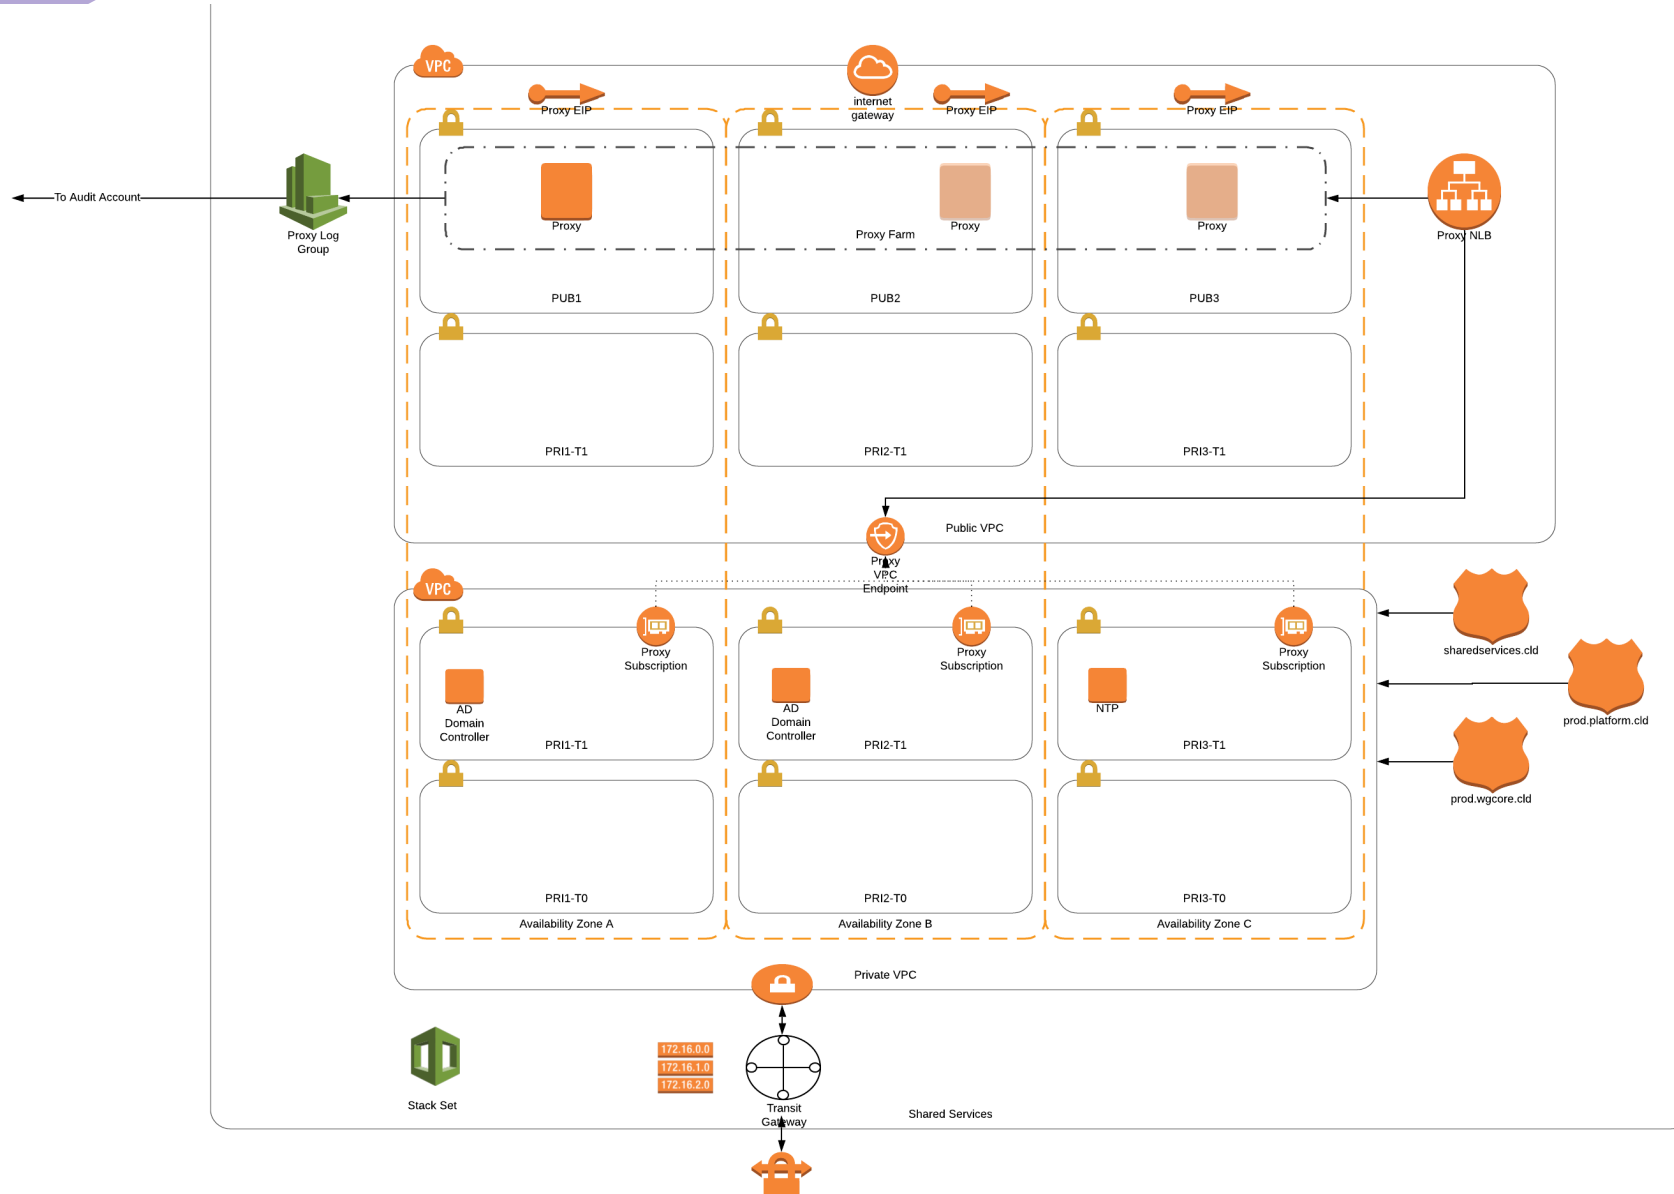 VPC
internet
gateway
Proxy EIP
Proxy EIP
Proxy EIP
To Audit Account
Proxy Log
Group
Proxy
Proxy
Proxy
Proxy Farm
Proxy NLB
PUB1
PUB2
PUB3
PRI1-T1
PRI2-T1
PRI3-T1
Public VPC
Proxy
VPC
Endpoint
VPC
Proxy
Subscription
Proxy
Subscription
Proxy
Subscription
sharedservices.cld
AD
Domain
Controller
AD
Domain
Controller
NTP
prod.platform.cld
PRI1-T1
PRI2-T1
PRI3-T1
prod.wgcore.cld
PRI1-T0
PRI2-T0
PRI3-T0
Availability Zone A
Availability Zone B
Availability Zone C
Private VPC
172.16.0.0
172.16.1.0
172.16.2.0
Stack Set
Transit
Gateway
Shared Services